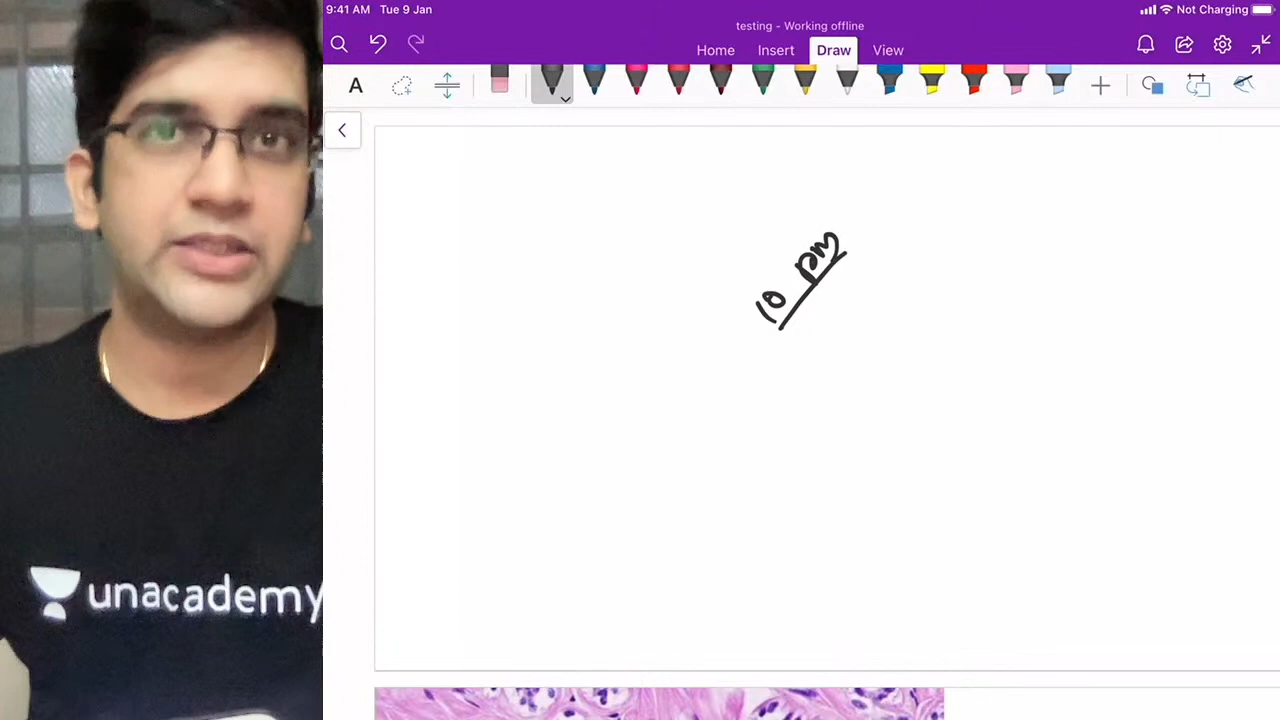 9:41 AM Tue 9 Jan
Not Charging
testing - Working offline
Home Insert Draw View
A
10 pm
unacademy